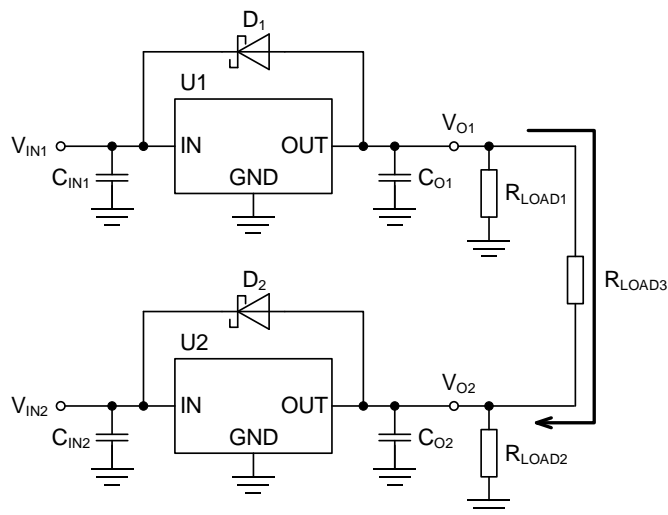 D1
U1
VIN1
IN
OUT
VO1
GND
CIN1
CO1
RLOAD1
RLOAD3
D2
U2
VIN2
IN
OUT
VO2
GND
CIN2
CO2
RLOAD2